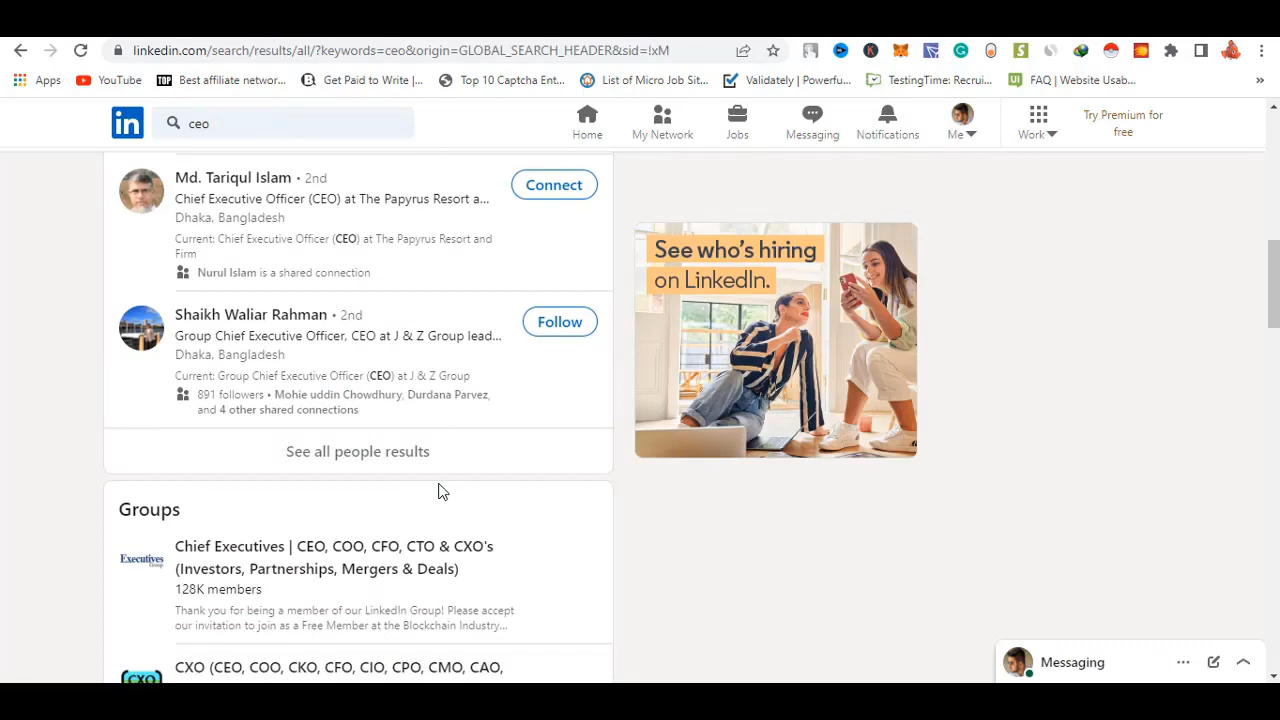 linkedin.com/search/results/all/?keywords=ceo&origin=GLOBAL_SEARCH_HEADER&sid=!xM
Apps
YouTube
TOP
Best affiliate networ...
Get Paid to Write |...
Top 10 Captcha Ent...
List of Micro Job Sit...
Validately | Powerfu...
TestingTime: Recrui...
UI
FAQ | Website Usab...
»
in
ceo
Home
My Network
Jobs
Messaging
Notifications
Me
Work
Try Premium for
free
Md. Tariqul Islam • 2nd
Connect
Chief Executive Officer (CEO) at The Papyrus Resort a...
Dhaka, Bangladesh
Current: Chief Executive Officer (CEO) at The Papyrus Resort and
Firm
Nurul Islam is a shared connection
Shaikh Waliar Rahman • 2nd
Follow
Group Chief Executive Officer, CEO at J & Z Group lead...
Dhaka, Bangladesh
Current: Group Chief Executive Officer (CEO) at J & Z Group
891 followers • Mohie uddin Chowdhury, Durdana Parvez,
and 4 other shared connections
See all people results
See who's hiring
on LinkedIn.
Groups
Executives
Group
Chief Executives | CEO, COO, CFO, CTO & CXO's
(Investors, Partnerships, Mergers & Deals)
128K members
Thank you for being a member of our LinkedIn Group! Please accept
our invitation to join as a Free Member at the Blockchain Industry...
CXO
CXO (CEO, COO, CKO, CFO, CIO, CPO, CMO, CAO,
Messaging